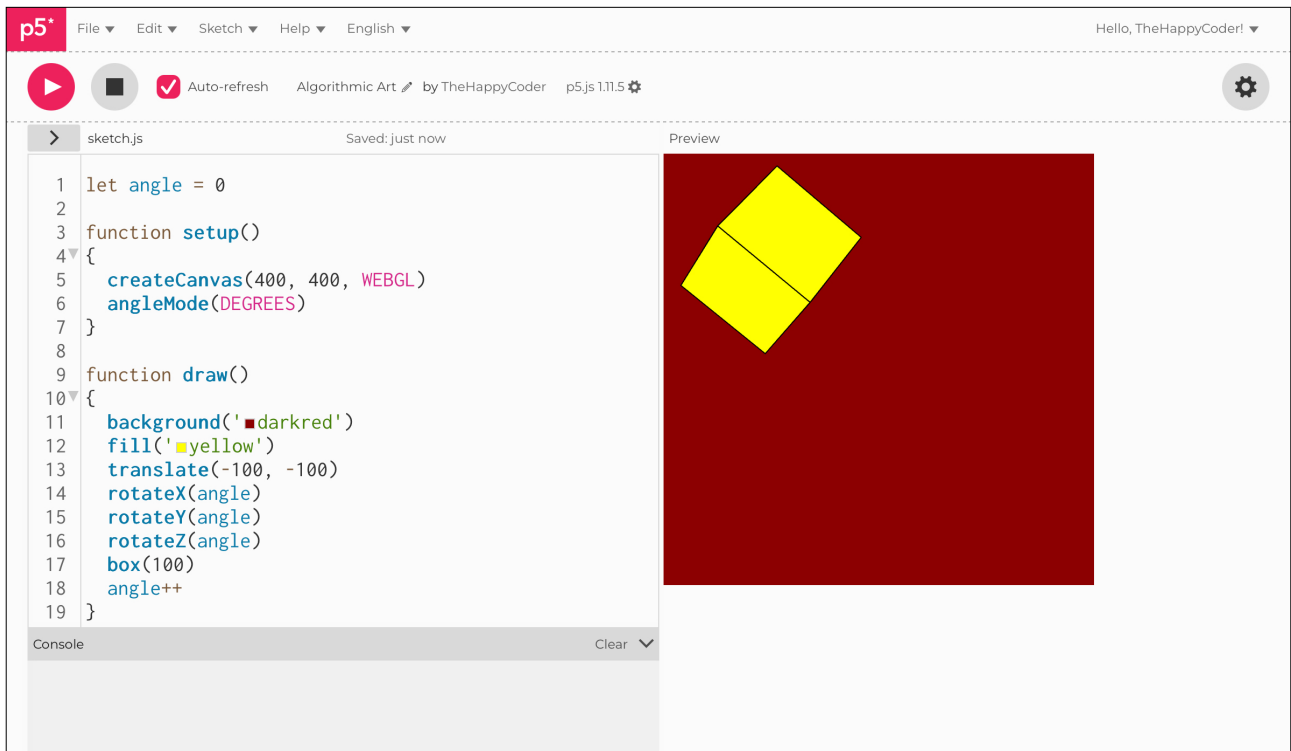 p5* File Edit Sketch Help English Hello, TheHappyCoder!
Auto-refresh Algorithmic Art by TheHappyCoder p5.js 1.11.5
sketch.js Saved: just now Preview
1 let angle = 0
2
3 function setup()
4 {
5 createCanvas(400, 400, WEBGL)
6 angleMode(DEGREES)
7 }
8
9 function draw()
10 {
11 background('darkred')
12 fill('yellow')
13 translate(-100, -100)
14 rotateX(angle)
15 rotateY(angle)
16 rotateZ(angle)
17 box(100)
18 angle++
19 }
Console Clear